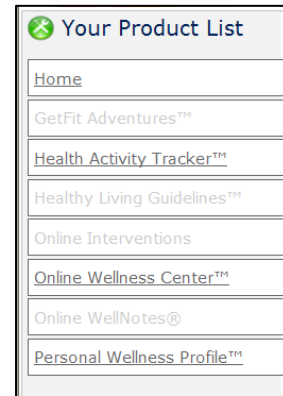 Your Product List
Home
GetFit Adventures™
Health Activity Tracker™
Healthy Living Guidelines™
Online Interventions
Online Wellness Center™
Online WellNotes®
Personal Wellness Profile™